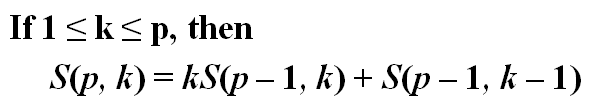 If 1 ≤ k ≤ p, then
S(p, k) = kS(p – 1, k) + S(p – 1, k – 1)